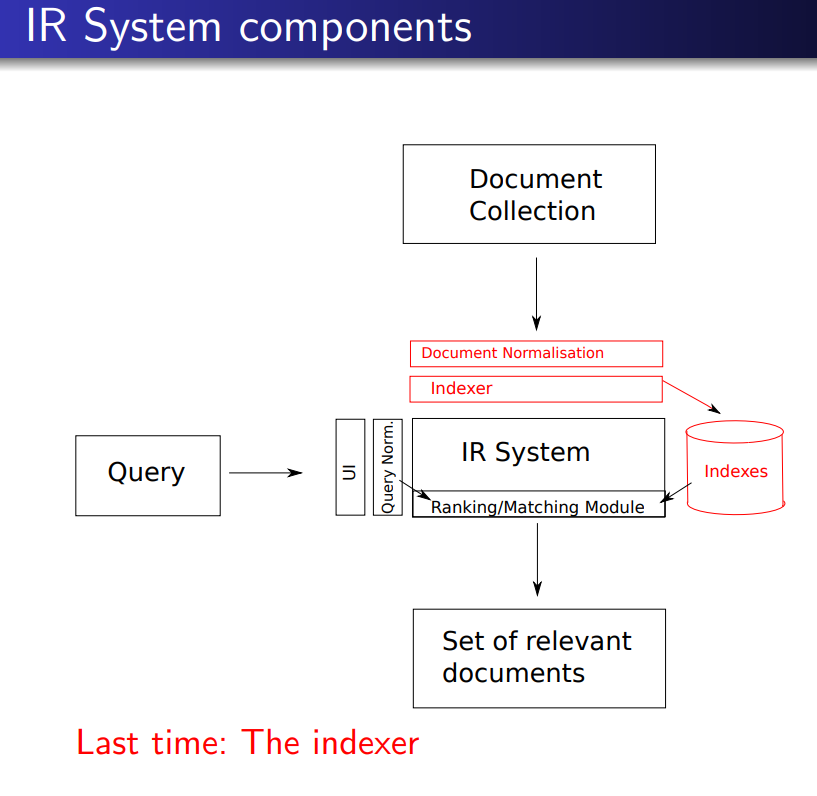 IR System components
Document
Collection
Document Normalisation
Indexer
Query
UI
Query Norm.
IR System
Ranking/Matching Module
Indexes
Set of relevant
documents
Last time: The indexer